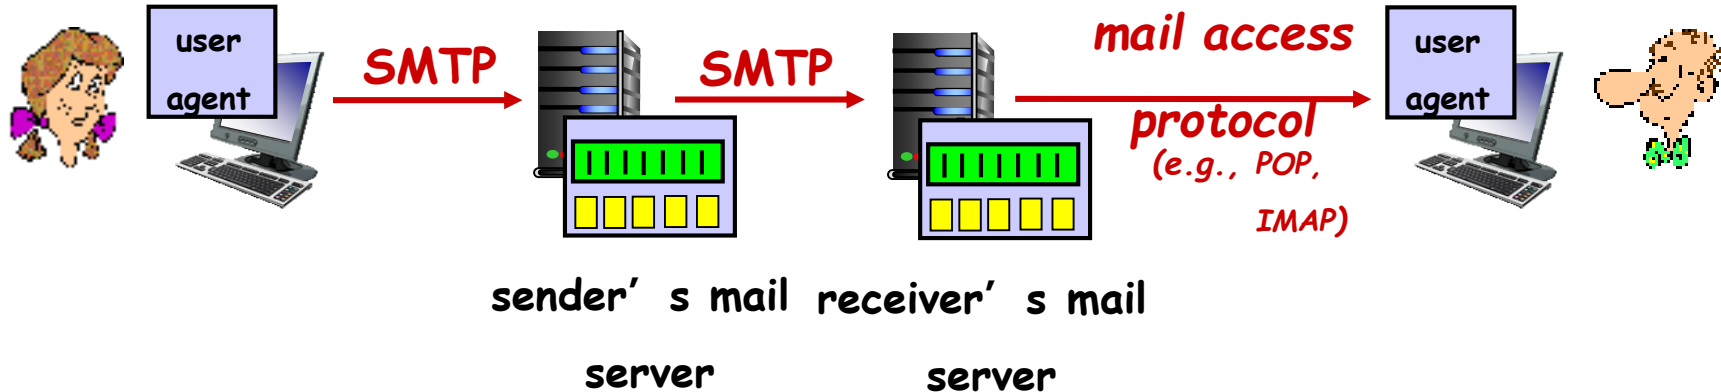 user
agent
SMTP
SMTP
mail access
protocol
(e.g., POP,
IMAP)
user
agent
sender’ s mail
server
receiver’ s mail
server